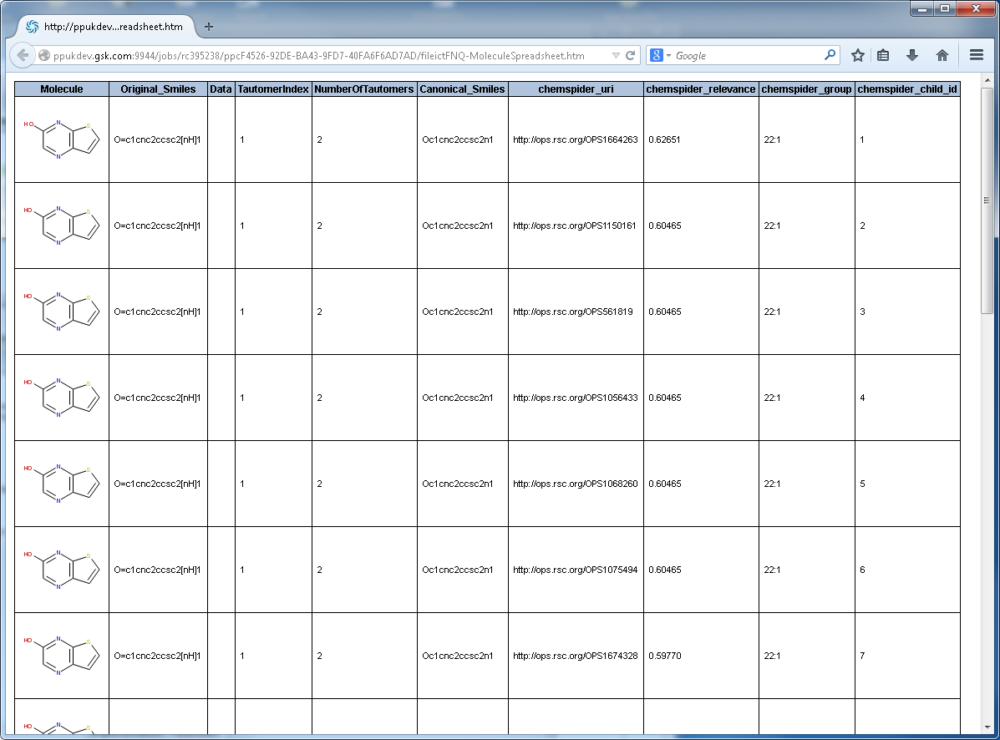 http://ppukdev...readsheet.htm
ppukdev.gsk.com:9944/jobs/rc395238/ppcF4526-92DE-BA43-9FD7-40FA6F6AD7AD/fileictFNQ-MoleculeSpreadsheet.htm 8 Google
Molecule Original_Smiles Data TautomerIndex NumberOfTautomers Canonical_Smiles chemspider_uri chemspider_relevance chemspider_group chemspider_child_id
HO N S N O=c1cnc2ccsc2[nH]1 1 2 Oc1cnc2ccsc2n1 http://ops.rsc.org/OPS1664263 0.62651 22:1 1
HO N S N O=c1cnc2ccsc2[nH]1 1 2 Oc1cnc2ccsc2n1 http://ops.rsc.org/OPS1150161 0.60465 22:1 2
HO N S N O=c1cnc2ccsc2[nH]1 1 2 Oc1cnc2ccsc2n1 http://ops.rsc.org/OPS561819 0.60465 22:1 3
HO N S N O=c1cnc2ccsc2[nH]1 1 2 Oc1cnc2ccsc2n1 http://ops.rsc.org/OPS1056433 0.60465 22:1 4
HO N S N O=c1cnc2ccsc2[nH]1 1 2 Oc1cnc2ccsc2n1 http://ops.rsc.org/OPS1068260 0.60465 22:1 5
HO N S N O=c1cnc2ccsc2[nH]1 1 2 Oc1cnc2ccsc2n1 http://ops.rsc.org/OPS1075494 0.60465 22:1 6
HO N S N O=c1cnc2ccsc2[nH]1 1 2 Oc1cnc2ccsc2n1 http://ops.rsc.org/OPS1674328 0.59770 22:1 7
HO N S